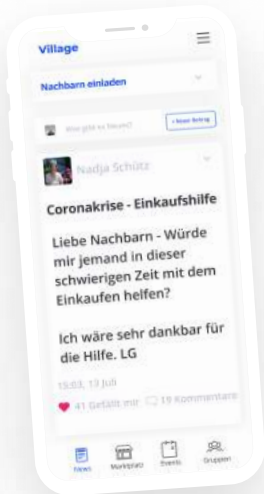 Village
Nachbarn einladen
Was gibt es Neues?
+ Neuer Beitrag
Nadja Schütz
Coronakrise - Einkaufshilfe
Liebe Nachbarn - Würde
mir jemand in dieser
schwierigen Zeit mit dem
Einkaufen helfen?
Ich wäre sehr dankbar für
die Hilfe. LG
15:03, 13 Juli
41 Gefällt mir 19 Kommentare
News Marktplatz Events Gruppen